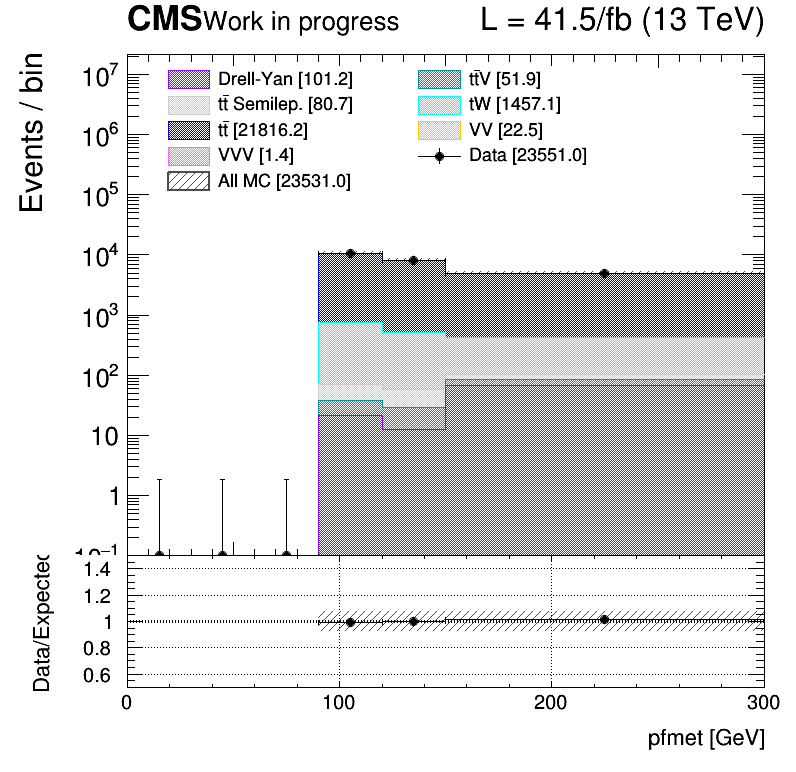 CMS Work in progress L = 41.5/fb (13 TeV)
Events / bin
Drell-Yan [101.2] tt̄V [51.9]
tt̄ Semilep. [80.7] tW [1457.1]
tt̄ [21816.2] VV [22.5]
VVV [1.4] Data [23551.0]
All MC [23531.0]
10⁷
10⁶
10⁵
10⁴
10³
10²
10
1
10⁻¹
Data/Expected
1.4
1.2
1
0.8
0.6
0 100 200 300
pfmet [GeV]